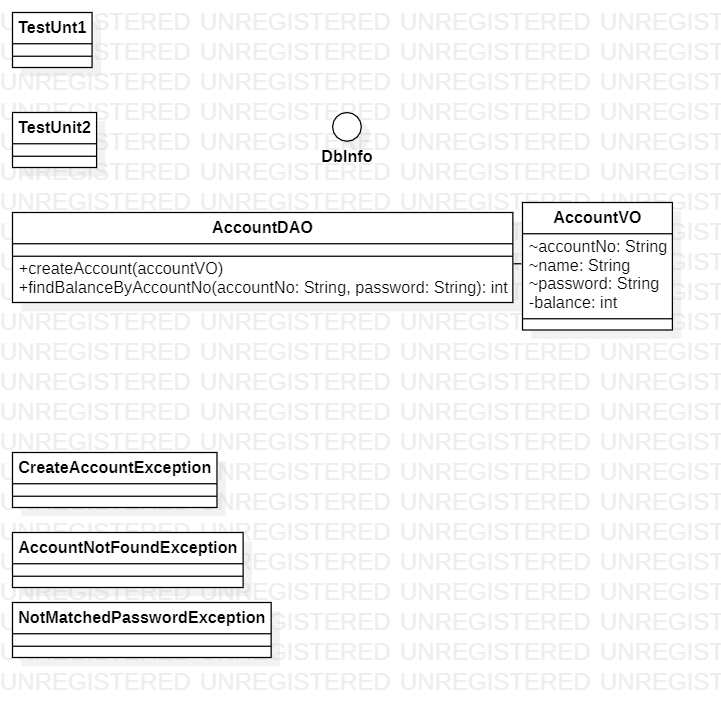 TestUnt1
TestUnit2
DbInfo
AccountDAO
+createAccount(accountVO)
+findBalanceByAccountNo(accountNo: String, password: String): int
AccountVO
~accountNo: String
~name: String
~password: String
-balance: int
CreateAccountException
AccountNotFoundException
NotMatchedPasswordException
UNREGISTERED UNREGISTERED UNREGISTERED UNREGIST